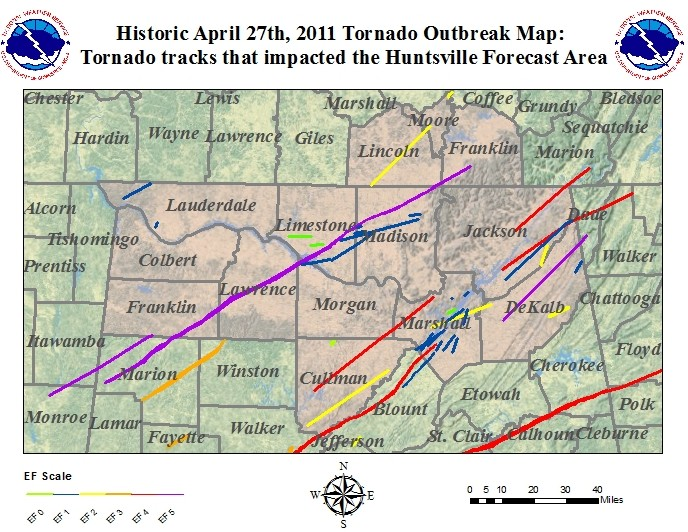 Historic April 27th, 2011 Tornado Outbreak Map:
Tornado tracks that impacted the Huntsville Forecast Area
Chester
Lewis
Marshall
Coffee
Grundy
Bledsoe
Hardin
Wayne
Lawrence
Giles
Moore
Sequatchie
Lincoln
Franklin
Marion
Alcorn
Lauderdale
Limestone
Madison
Jackson
Dade
Tishomingo
Prentiss
Colbert
Walker
Lawrence
Franklin
Morgan
Marshall
DeKalb
Chattooga
Itawamba
Marion
Winston
Cullman
Cherokee
Floyd
Etowah
Monroe
Lamar
Walker
Blount
Polk
Fayette
Jefferson
St. Clair
Calhoun
Cleburne
EF Scale
EF 0
EF 1
EF 2
EF 3
EF 4
EF 5
N
W
E
S
0 5 10 20 30 40
Miles